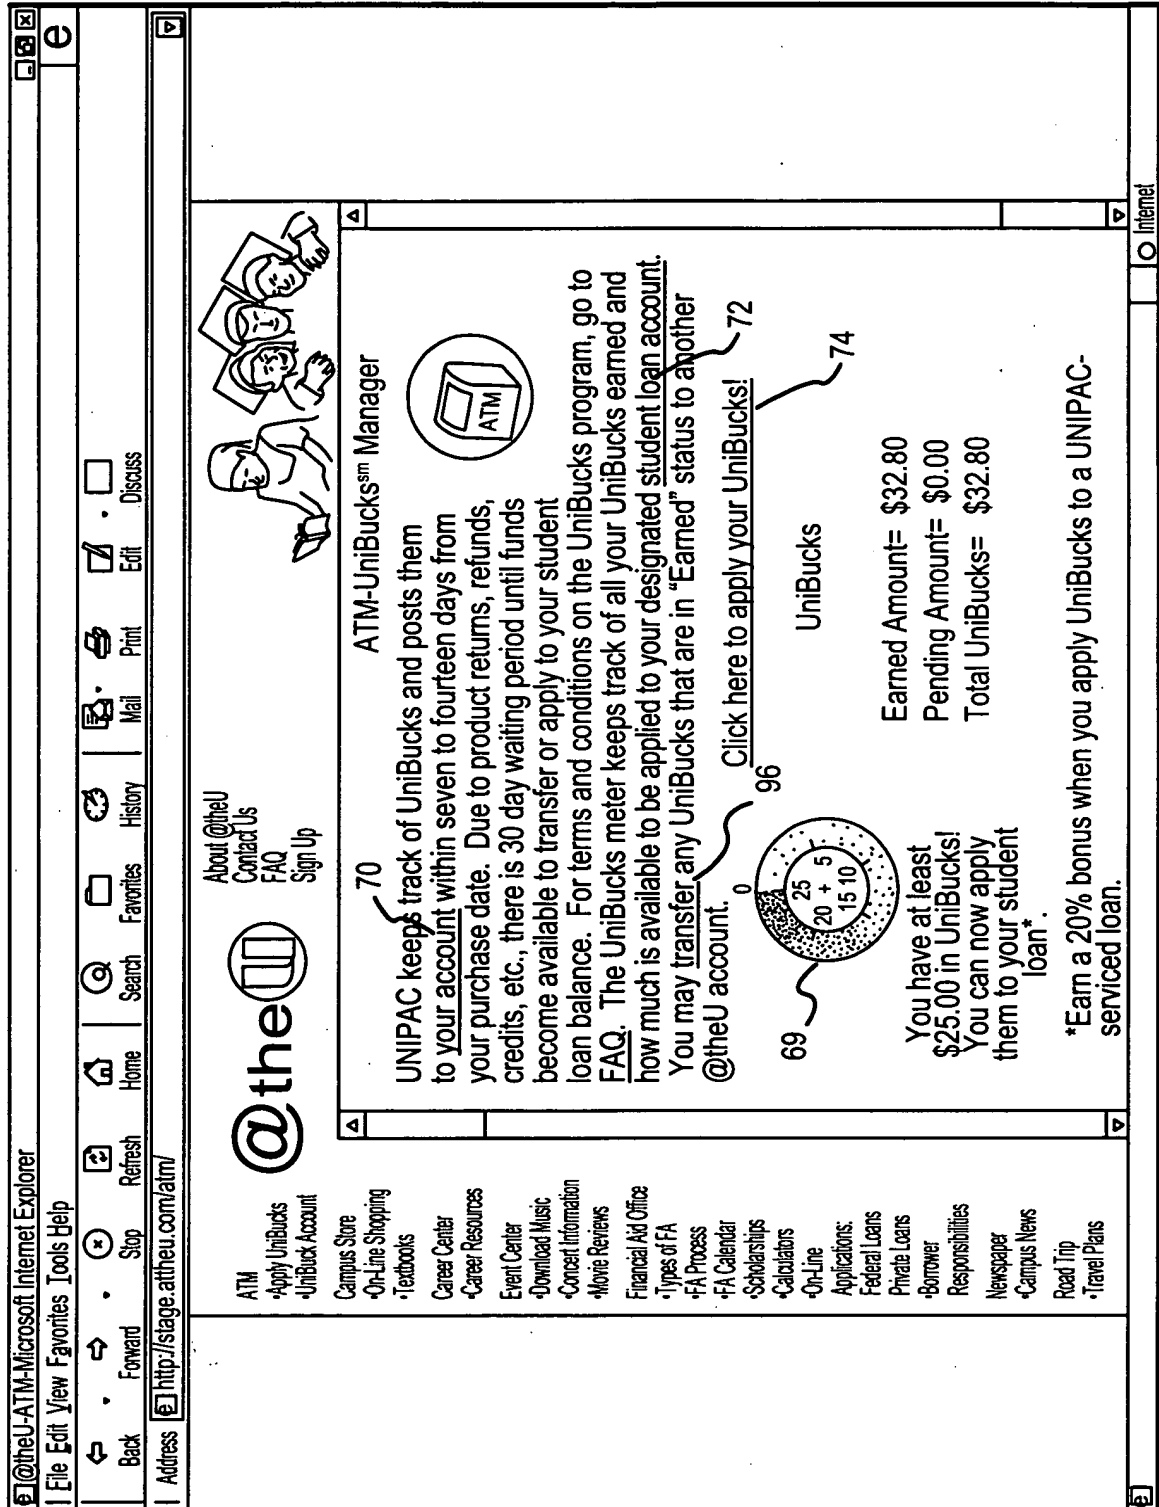 @theU-ATM-Microsoft Internet Explorer
File Edit View Favorites Tools Help
e
Back
Forward
Stop
Refresh
Home
Search
Favorites
History
Mail
Print
Edit
Discuss
Address
http://stage.attheu.com/atm/
@theU
About @theU
Contact Us
FAQ
Sign Up
ATM
•Apply UniBucks
•UniBuck Account
Campus Store
•On-Line Shopping
•Textbooks
Career Center
•Career Resources
Event Center
•Download Music
•Concert Information
•Movie Reviews
Financial Aid Office
•Types of FA
•FA Process
•FA Calendar
•Scholarships
•Calculators
•On-Line
Applications:
Federal Loans
Private Loans
•Borrower
Responsibilities
Newspaper
•Campus News
Road Trip
•Travel Plans
ATM-UniBucks℠ Manager
70
UNIPAC keeps track of UniBucks and posts them
to your account within seven to fourteen days from
your purchase date. Due to product returns, refunds,
credits, etc., there is 30 day waiting period until funds
become available to transfer or apply to your student
loan balance. For terms and conditions on the UniBucks program, go to
FAQ. The UniBucks meter keeps track of all your UniBucks earned and
how much is available to be applied to your designated student loan account.
You may transfer any UniBucks that are in "Earned" status to another
@theU account.
ATM
72
Click here to apply your UniBucks!
96
74
69
0
25
5
20 +
15 10
UniBucks
You have at least
$25.00 in UniBucks!
You can now apply
them to your student
loan*.
Earned Amount= $32.80
Pending Amount= $0.00
Total UniBucks= $32.80
*Earn a 20% bonus when you apply UniBucks to a UNIPAC-
serviced loan.
Internet